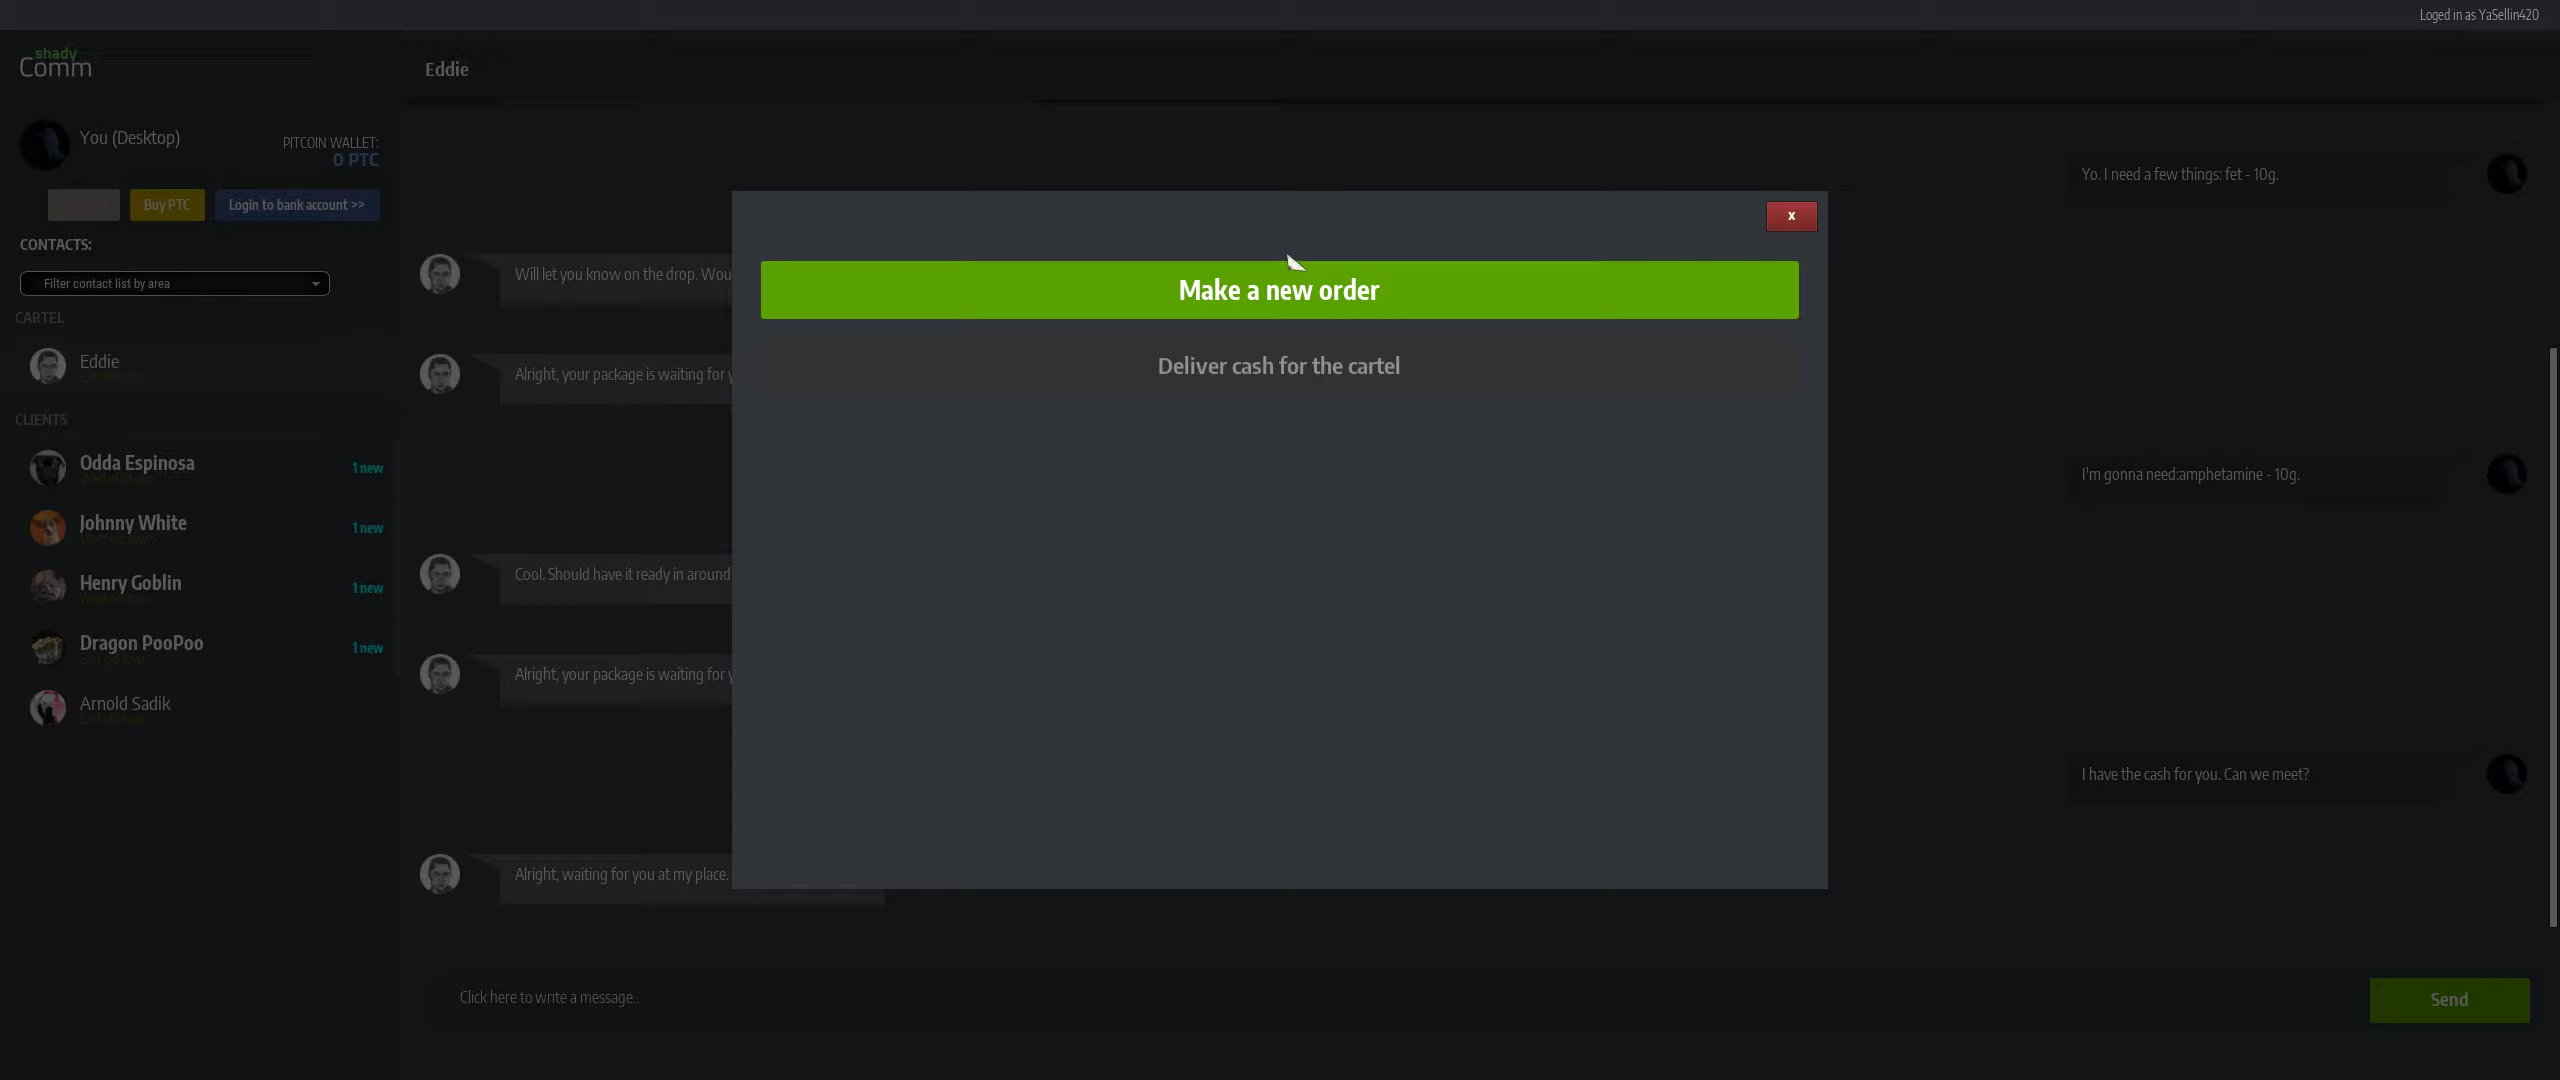 Loged in as YaSellin420
shady
Comm
Eddie
You (Desktop)
PITCOIN WALLET:
0 PTC
Buy PTC
Login to bank account >>
CONTACTS:
Filter contact list by area
CARTEL
Eddie
CLIENTS
Odda Espinosa
1 new
Johnny White
1 new
Henry Goblin
1 new
Dragon PooPoo
1 new
Arnold Sadik
Yo. I need a few things: fet - 10g.
Will let you know on the drop. Wou
Alright, your package is waiting for y
I'm gonna need:amphetamine - 10g.
Cool. Should have it ready in around
Alright, your package is waiting for y
I have the cash for you. Can we meet?
Alright, waiting for you at my place.
x
Make a new order
Deliver cash for the cartel
Click here to write a message..
Send